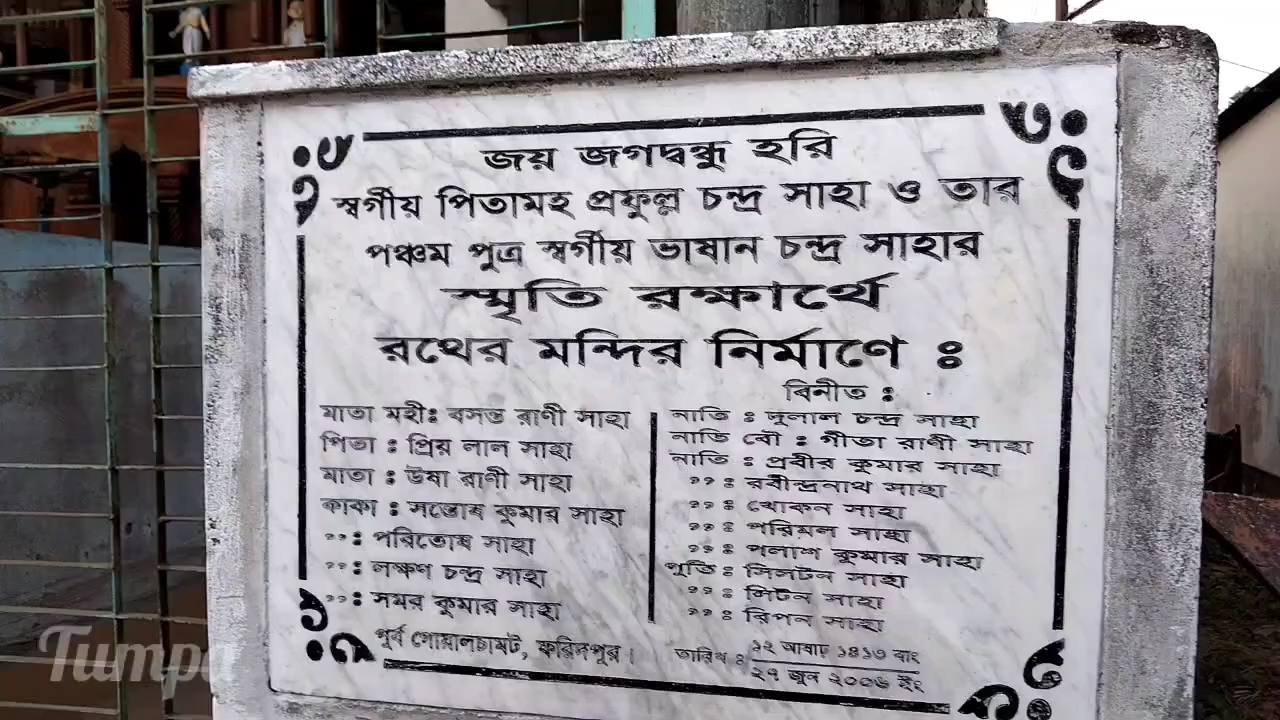 জয় জগদ্বন্ধু হরি
স্বর্গীয় পিতামহ প্রফুল্ল চন্দ্র সাহা ও তার
পঞ্চম পুত্র স্বর্গীয় ভাষান চন্দ্র সাহার
স্মৃতি রক্ষার্থে
রথের মন্দির নির্মাণে ঃ
বিনীত :
মাতা মহীঃ বসন্ত রাণী সাহা
পিতা : প্রিয় লাল সাহা
মাতা : উষা রাণী সাহা
কাকা : সন্তোষ কুমার সাহা
,, : পরিতোষ সাহা
,, : লক্ষণ চন্দ্র সাহা
,, : সমর কুমার সাহা
নাতি : দুলাল চন্দ্র সাহা
নাতি বৌ : গীতা রাণী সাহা
নাতি : প্রবীর কুমার সাহা
,, : রবীন্দ্রনাথ সাহা
,, : খোকন সাহা
,, : পরিমল সাহা
,, : পলাশ কুমার সাহা
পুতি : মিলটন সাহা
,, : লিটন সাহা
,, : রিপন সাহা
পূর্ব গোয়ালচামট, ফরিদপুর।
তারিখ : ১২ আষাঢ় ১৪১৩ বাং
২৭ জুন ২০০৬ ইং
Tumpa